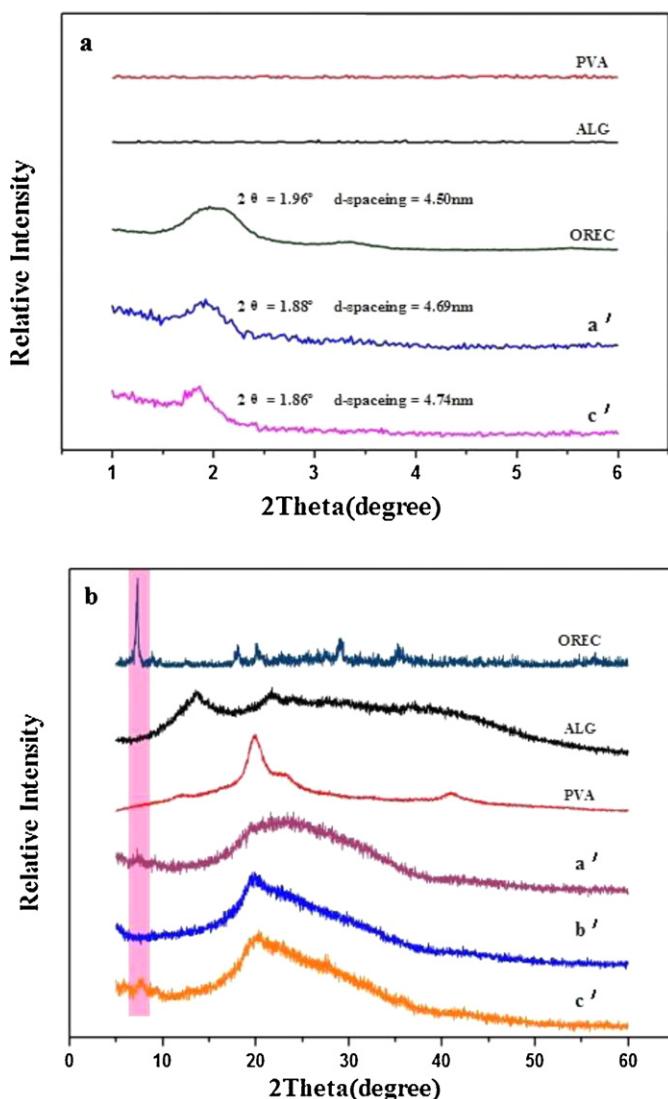 a
PVA
ALG
2 θ = 1.96° d-spaceing = 4.50nm
OREC
2 θ = 1.88° d-spaceing = 4.69nm
a′
2 θ = 1.86° d-spaceing = 4.74nm
c′
Relative Intensity
1 2 3 4 5 6
2Theta(degree)
b
OREC
ALG
PVA
a′
b′
c′
Relative Intensity
0 10 20 30 40 50 60
2Theta(degree)